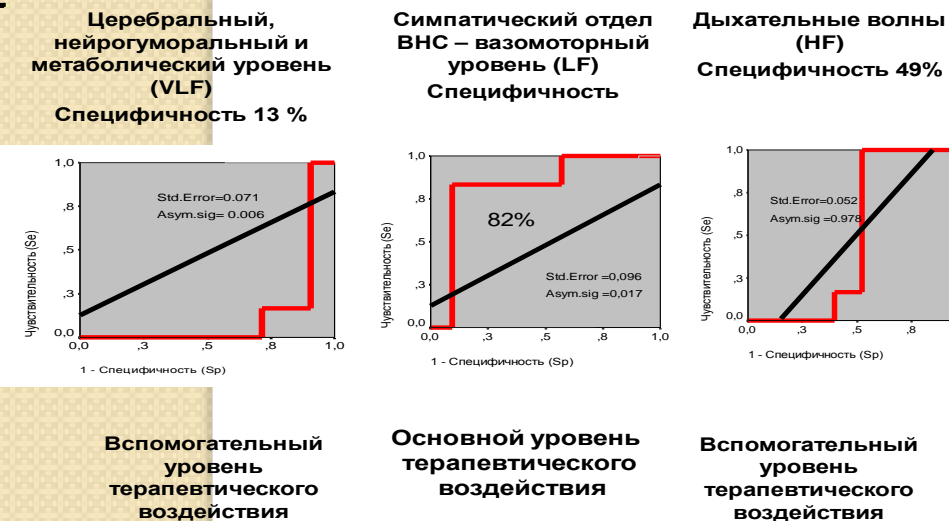 Церебральный,
нейрогуморальный и
метаболический уровень
(VLF)
Специфичность 13 %
Симпатический отдел
ВНС – вазомоторный
уровень (LF)
Специфичность
Дыхательные волны
(HF)
Специфичность 49%
Чувствительность (Se)
1,0
,8
,5
,3
0,0
Std.Error=0.071
Asym.sig= 0.006
0,0 ,3 ,5 ,8 1,0
1 - Специфичность (Sp)
Чувствительность (Se)
1,0
,8
,5
,3
0,0
82%
Std.Error =0,096
Asym.sig =0,017
0,0 ,3 ,5 ,8 1,0
1 - Специфичность (Sp)
Чувствительность (Se)
1,0
,8
,5
,3
0,0
Std.Error=0.052
Asym.sig =0.978
0,0 ,3 ,5 ,8
1 - Специфичность (Sp)
Вспомогательный
уровень
терапевтического
воздействия
Основной уровень
терапевтического
воздействия
Вспомогательный
уровень
терапевтического
воздействия